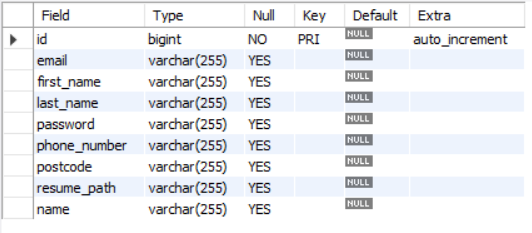 Field Type Null Key Default Extra
id bigint NO PRI NULL auto_increment
email varchar(255) YES NULL
first_name varchar(255) YES NULL
last_name varchar(255) YES NULL
password varchar(255) YES NULL
phone_number varchar(255) YES NULL
postcode varchar(255) YES NULL
resume_path varchar(255) YES NULL
name varchar(255) YES NULL